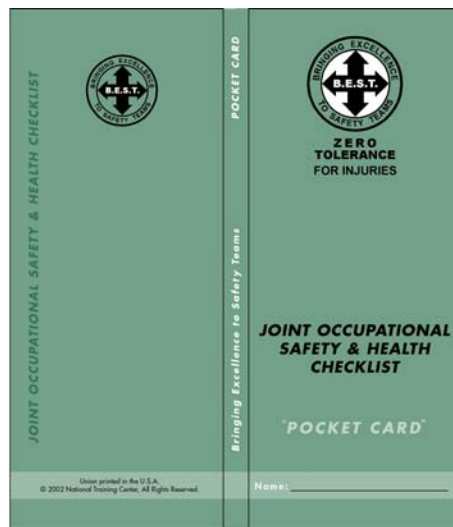 JOINT OCCUPATIONAL SAFETY & HEALTH CHECKLIST
BRINGING EXCELLENCE
B.E.S.T.
TO SAFETY TEAMS
Union printed in the U.S.A.
© 2002 National Training Center, All Rights Reserved.
POCKET CARD
Bringing Excellence to Safety Teams
BRINGING EXCELLENCE
B.E.S.T.
TO SAFETY TEAMS
ZERO
TOLERANCE
FOR INJURIES
JOINT OCCUPATIONAL
SAFETY & HEALTH
CHECKLIST
"POCKET CARD"
Name: